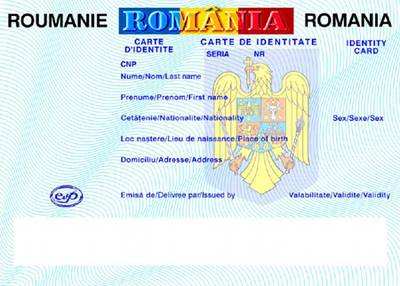 ROUMANIE ROMÂNIA ROMANIA
CARTE D'IDENTITE CARTE DE IDENTITATE IDENTITY CARD
SERIA NR
CNP
Nume/Nom/Last name
Prenume/Prenom/First name
Cetăţenie/Nationalite/Nationality Sex/Sexe/Sex
Loc naştere/Lieu de naissance/Place of birth
Domiciliu/Adresse/Address
Emisă de/Delivree par/Issued by Valabilitate/Validite/Validity